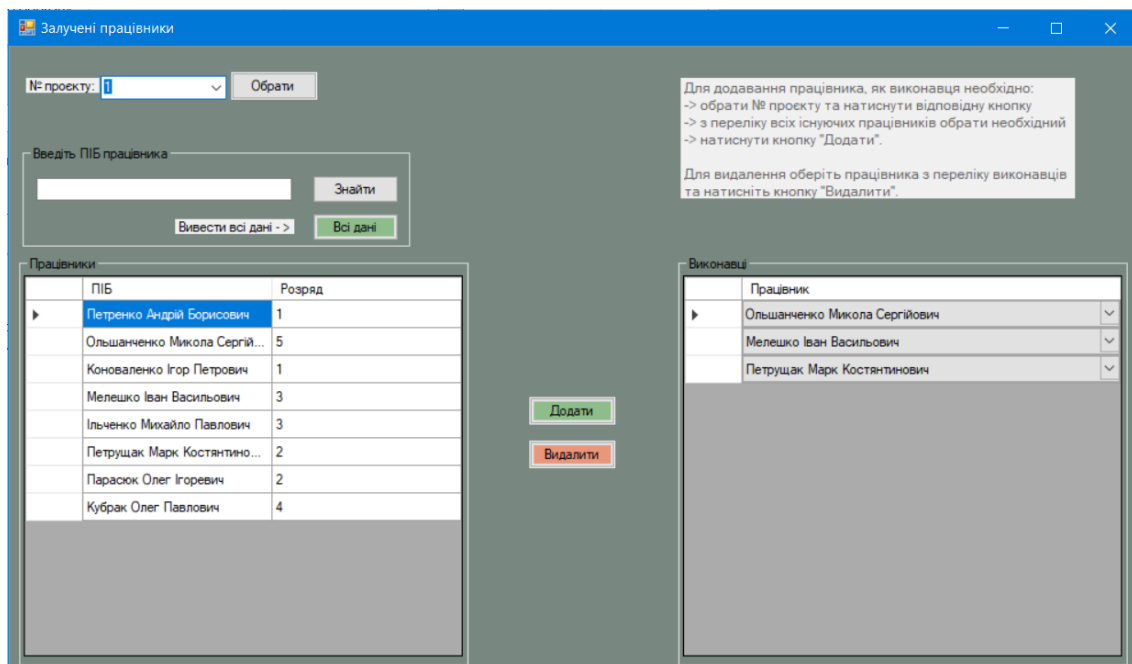 Залучені працівники
№ проєкту: 1 Обрати
Для додавання працівника, як виконавця необхідно:
-> обрати № проєкту та натиснути відповідну кнопку
-> з переліку всіх існуючих працівників обрати необхідний
-> натиснути кнопку "Додати".
Для видалення оберіть працівника з переліку виконавців
та натисніть кнопку "Видалити".
Введіть ПІБ працівника
Знайти
Вивести всі дані - > Всі дані
Працівники
ПІБ Розряд
Петренко Андрій Борисович 1
Ольшанченко Микола Сергій... 5
Коноваленко Ігор Петрович 1
Мелешко Іван Васильович 3
Ільченко Михайло Павлович 3
Петрущак Марк Костянтино... 2
Парасюк Олег Ігоревич 2
Кубрак Олег Павлович 4
Додати
Видалити
Виконавці
Працівник
Ольшанченко Микола Сергійович
Мелешко Іван Васильович
Петрущак Марк Костянтинович